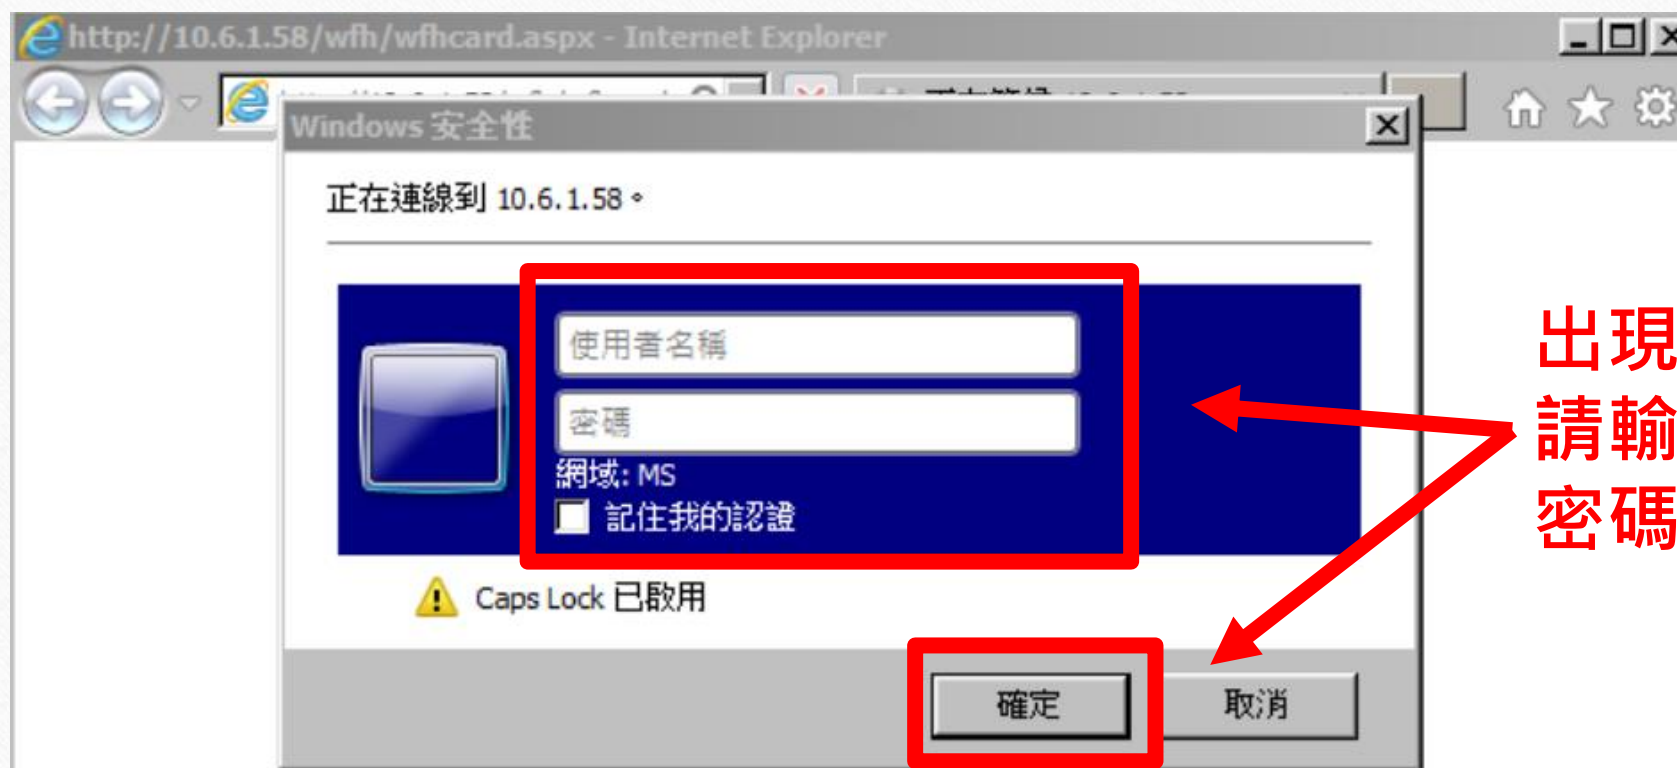 http://10.6.1.58/wfh/wfhcard.aspx - Internet Explorer
Windows 安全性
正在連線到 10.6.1.58。
使用者名稱
密碼
網域: MS
記住我的認證
Caps Lock 已啟用
確定
取消
出現
請輸
密碼